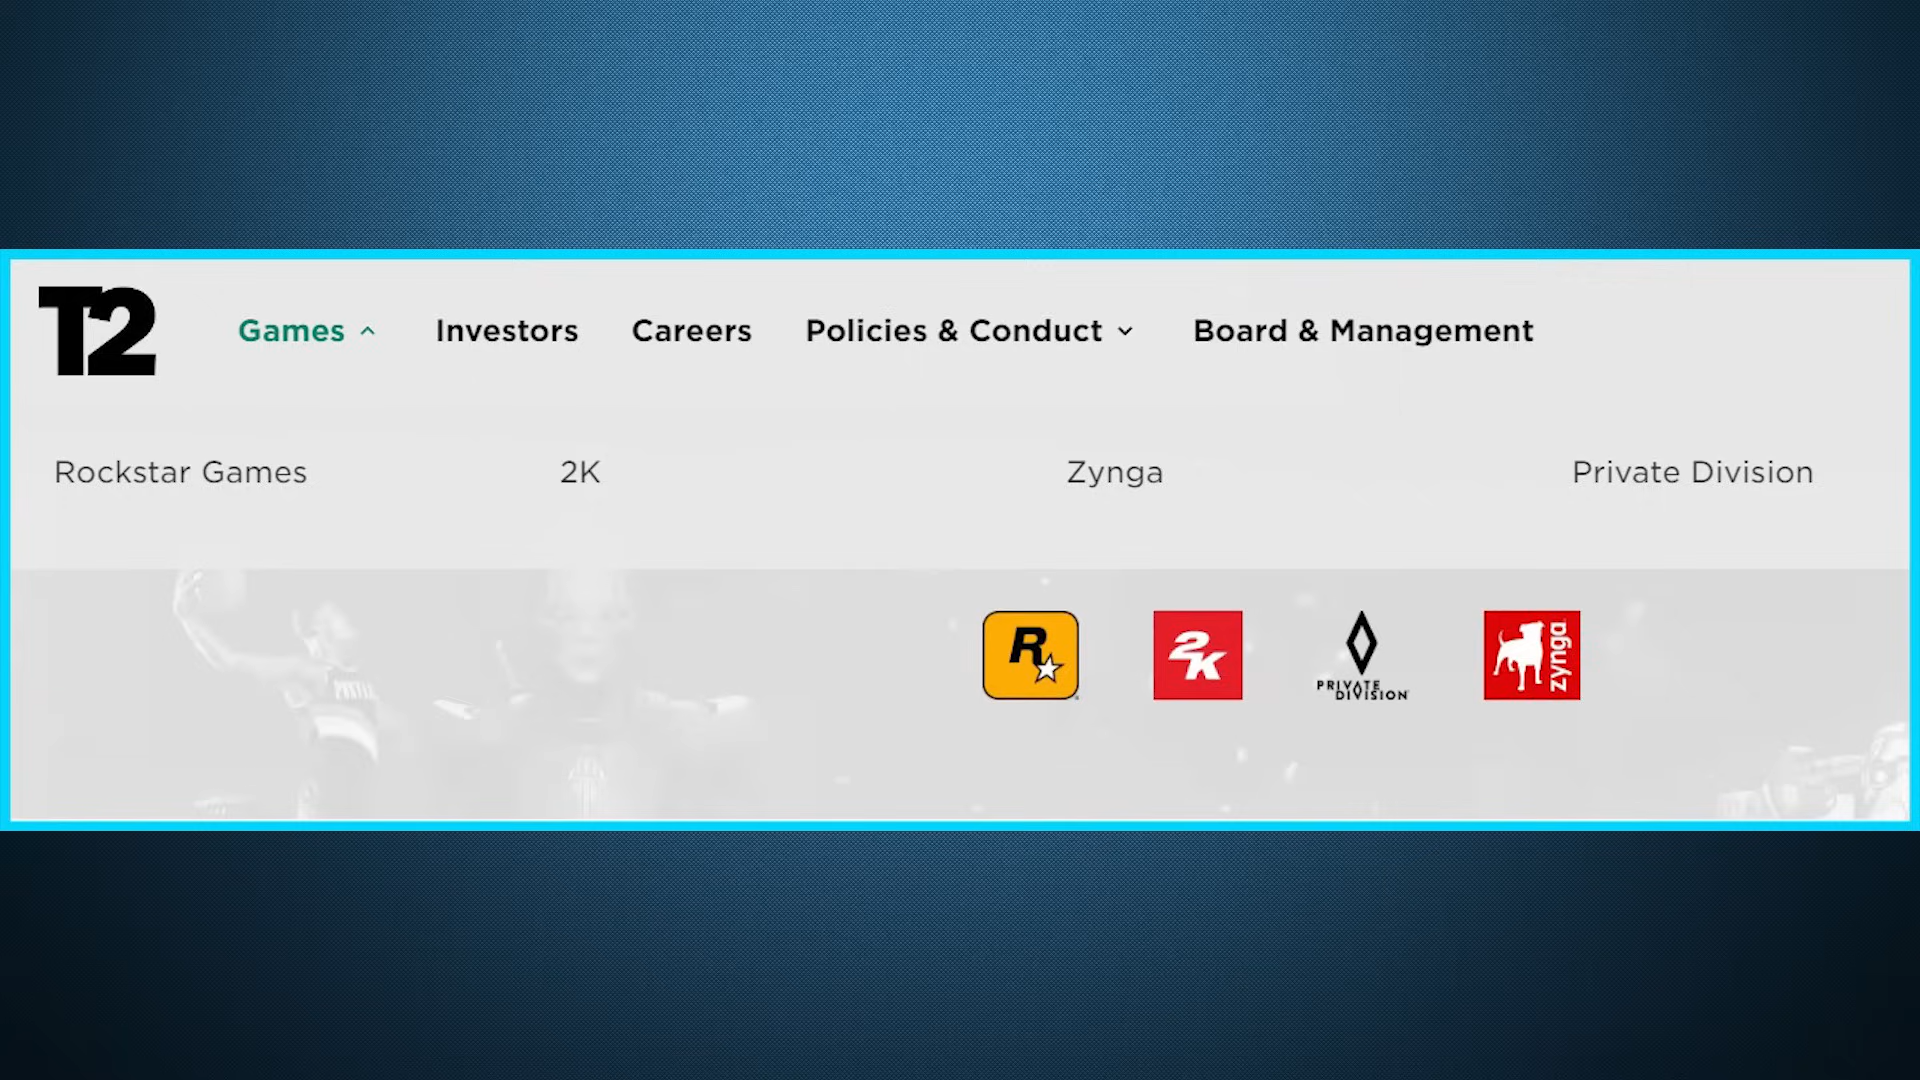 T2
Games Investors Careers Policies & Conduct Board & Management
Rockstar Games 2K Zynga Private Division
R 2K PRIVATE DIVISION zynga